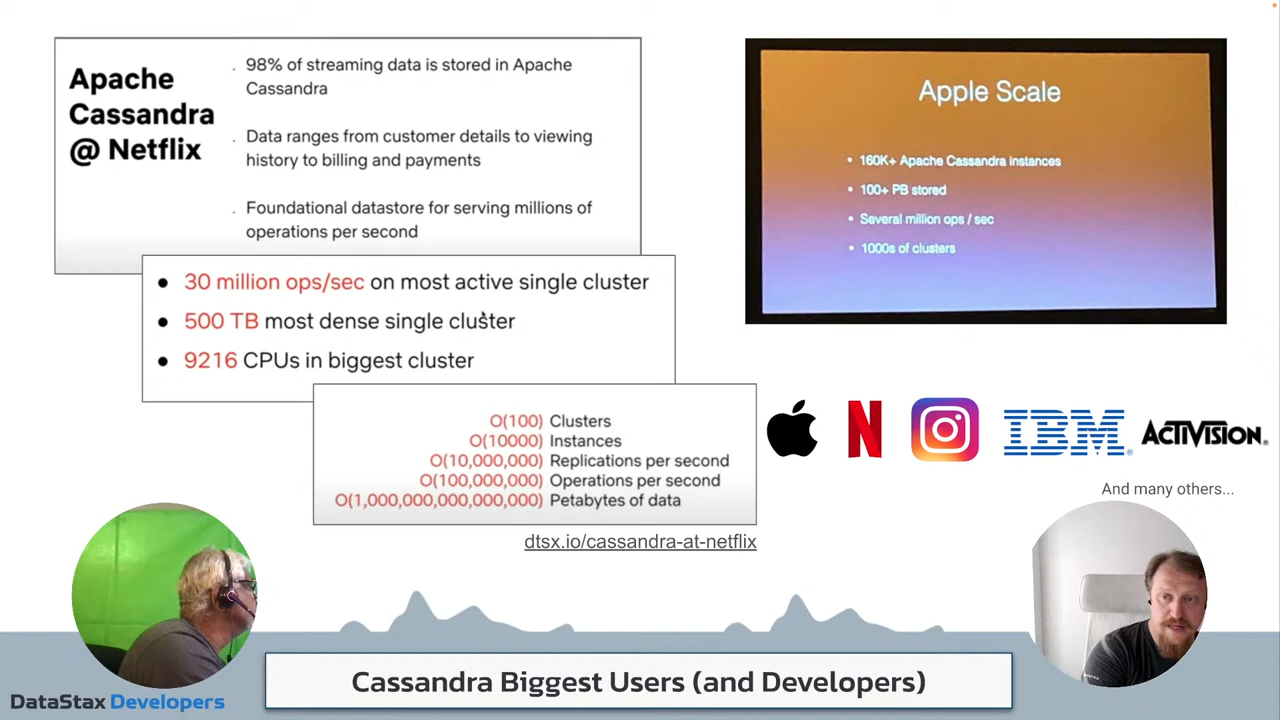 Apache
Cassandra
@ Netflix
. 98% of streaming data is stored in Apache
Cassandra
. Data ranges from customer details to viewing
history to billing and payments
. Foundational datastore for serving millions of
operations per second
● 30 million ops/sec on most active single cluster
● 500 TB most dense single cluster
● 9216 CPUs in biggest cluster
O(100) Clusters
O(10000) Instances
O(10,000,000) Replications per second
O(100,000,000) Operations per second
O(1,000,000,000,000,000) Petabytes of data
dtsx.io/cassandra-at-netflix
Apple Scale
• 160K+ Apache Cassandra instances
• 100+ PB stored
• Several million ops / sec
• 1000s of clusters
N
IBM®
ACTIVISION®
And many others...
Cassandra Biggest Users (and Developers)
DataStax Developers